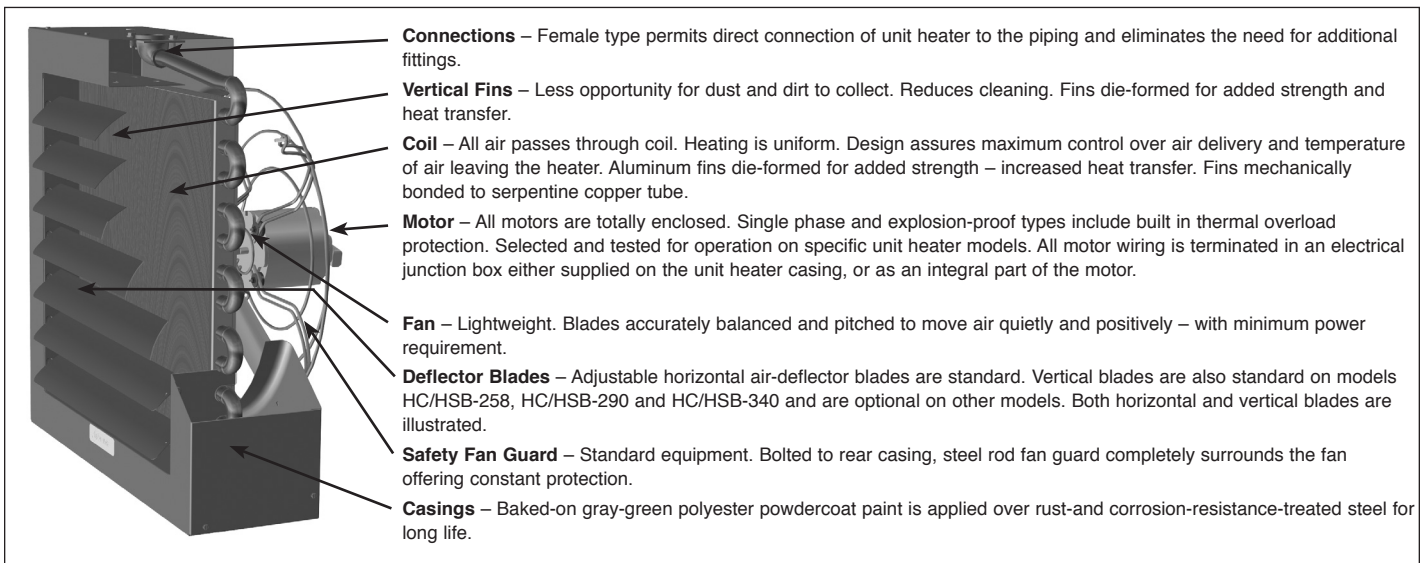 Connections – Female type permits direct connection of unit heater to the piping and eliminates the need for additional
fittings.
Vertical Fins – Less opportunity for dust and dirt to collect. Reduces cleaning. Fins die-formed for added strength and
heat transfer.
Coil – All air passes through coil. Heating is uniform. Design assures maximum control over air delivery and temperature
of air leaving the heater. Aluminum fins die-formed for added strength – increased heat transfer. Fins mechanically
bonded to serpentine copper tube.
Motor – All motors are totally enclosed. Single phase and explosion-proof types include built in thermal overload
protection. Selected and tested for operation on specific unit heater models. All motor wiring is terminated in an electrical
junction box either supplied on the unit heater casing, or as an integral part of the motor.
Fan – Lightweight. Blades accurately balanced and pitched to move air quietly and positively – with minimum power
requirement.
Deflector Blades – Adjustable horizontal air-deflector blades are standard. Vertical blades are also standard on models
HC/HSB-258, HC/HSB-290 and HC/HSB-340 and are optional on other models. Both horizontal and vertical blades are
illustrated.
Safety Fan Guard – Standard equipment. Bolted to rear casing, steel rod fan guard completely surrounds the fan
offering constant protection.
Casings – Baked-on gray-green polyester powdercoat paint is applied over rust-and corrosion-resistance-treated steel for
long life.